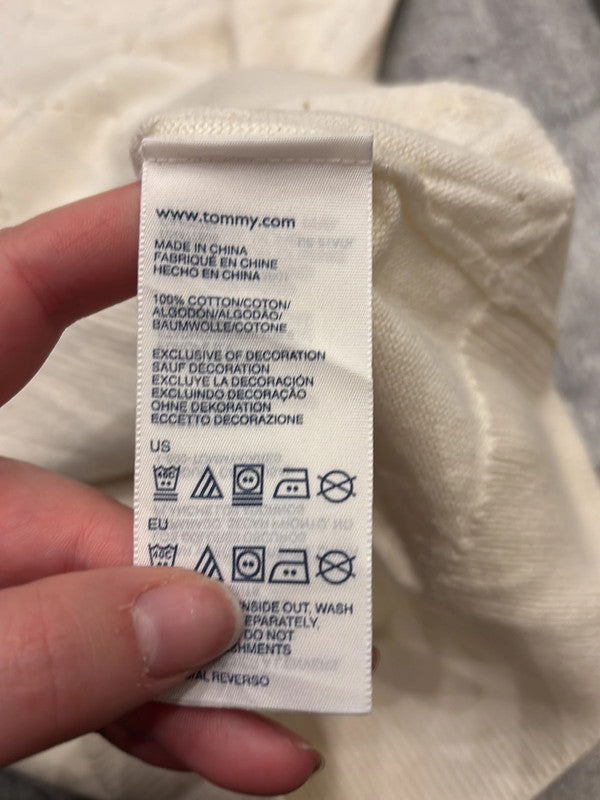 www.tommy.com
MADE IN CHINA
FABRIQUÉ EN CHINE
HECHO EN CHINA
100% COTTON/COTON/
ALGODÓN/ALGODÃO/
BAUMWOLLE/COTONE
EXCLUSIVE OF DECORATION
SAUF DÉCORATION
EXCLUYE LA DECORACIÓN
EXCLUINDO DECORAÇÃO
OHNE DEKORATION
ECCETTO DECORAZIONE
US
EU
40C
INSIDE OUT, WASH
DO NOT
REVERSO